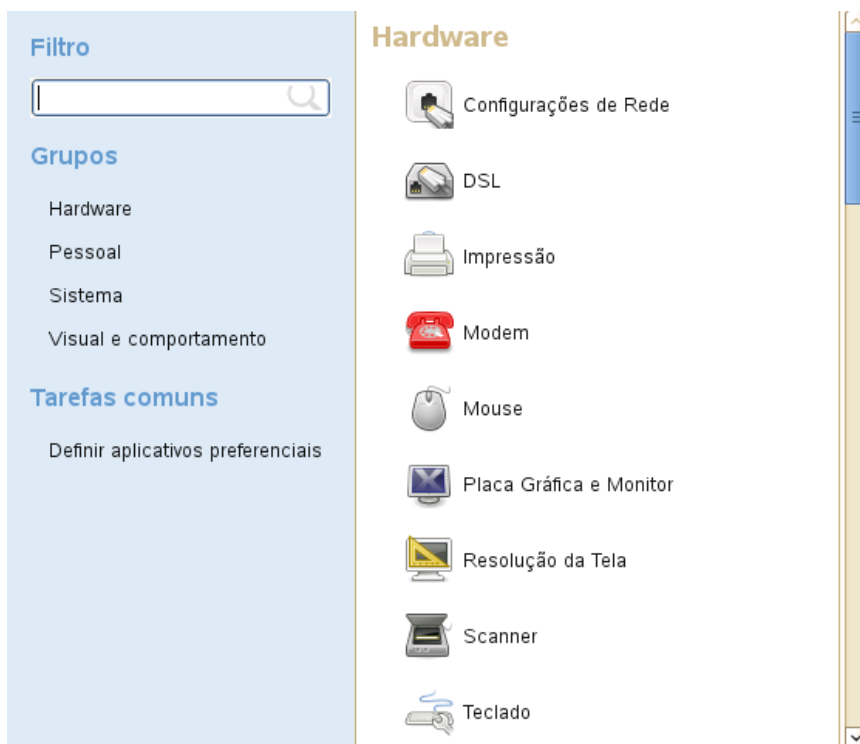 Filtro
Grupos
Hardware
Pessoal
Sistema
Visual e comportamento
Tarefas comuns
Definir aplicativos preferenciais
Hardware
Configurações de Rede
DSL
Impressão
Modem
Mouse
Placa Gráfica e Monitor
Resolução da Tela
Scanner
Teclado